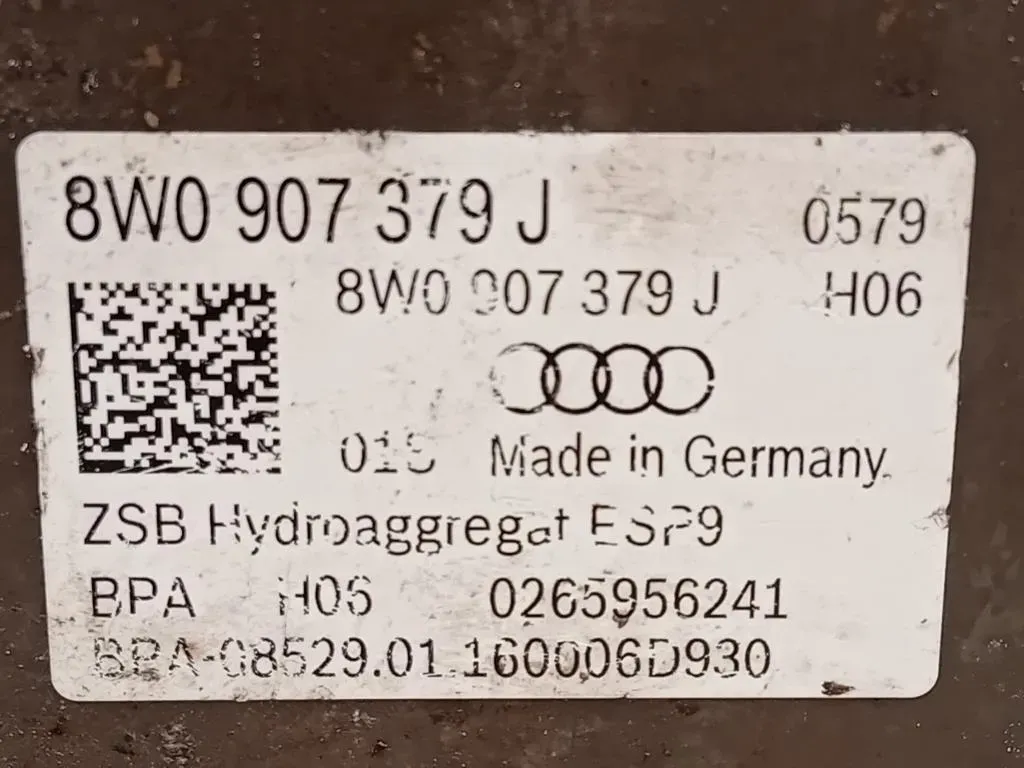 8W0 907 379 J 0579
8W0 907 379 J H06
Made in Germany
ZSB Hydroaggregat ESP9
BPA H06 0265956241
BPA-08529.01.160006D930